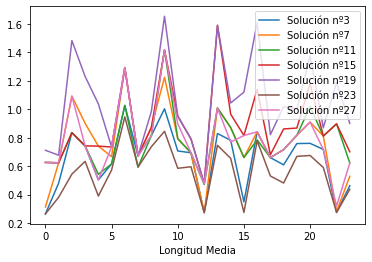 1.6
1.4
1.2
1.0
0.8
0.6
0.4
0.2
0
5
10
15
20
Longitud Media
Solución nº3
Solución nº7
Solución nº11
Solución nº15
Solución nº19
Solución nº23
Solución nº27